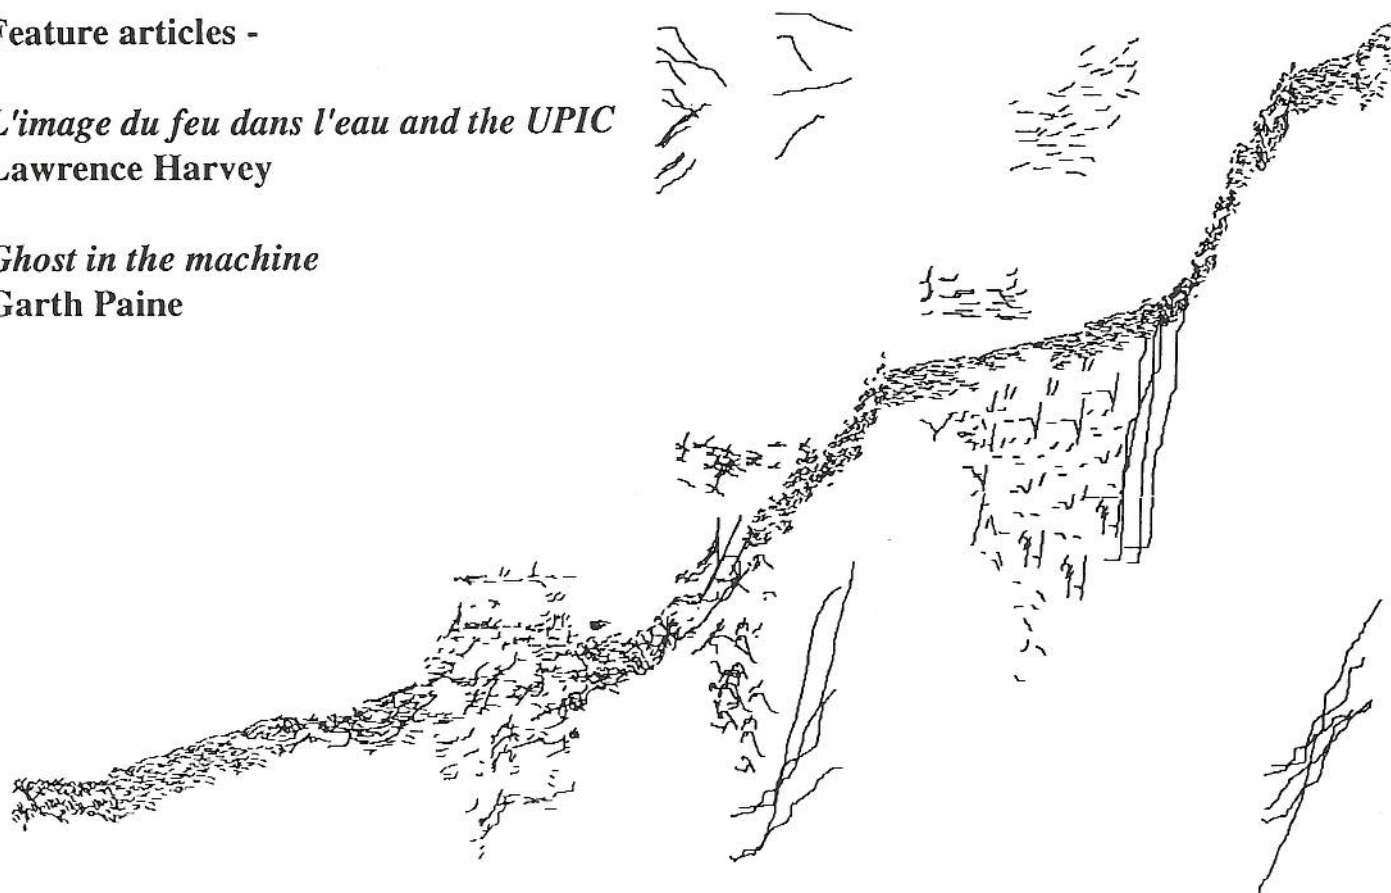 Feature articles -
L'image du feu dans l'eau and the UPIC
Lawrence Harvey
Ghost in the machine
Garth Paine